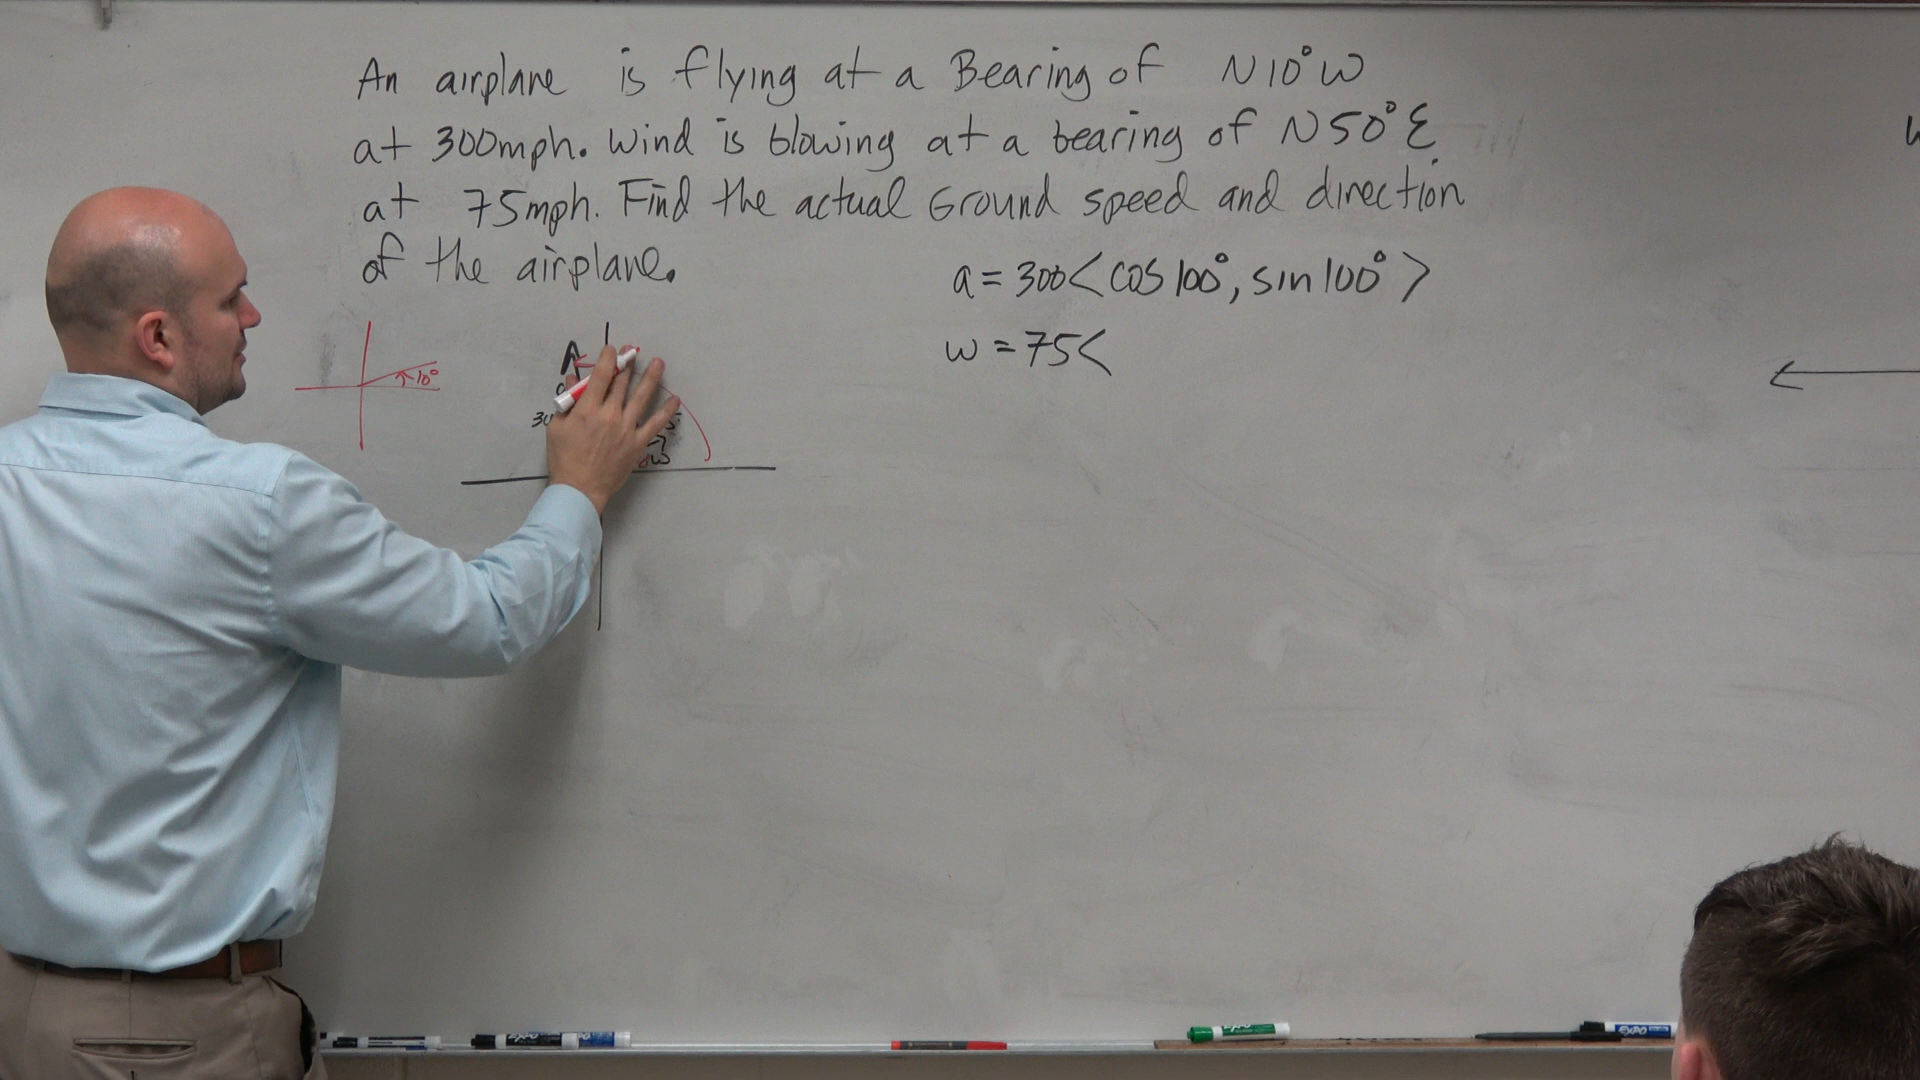 An airplane is flying at a Bearing of N10°W
at 300mph. Wind is blowing at a bearing of N50°E
at 75mph. Find the actual Ground speed and direction
of the airplane.
a = 300<cos 100°, sin 100°>
w = 75<
10°
w
EXPO